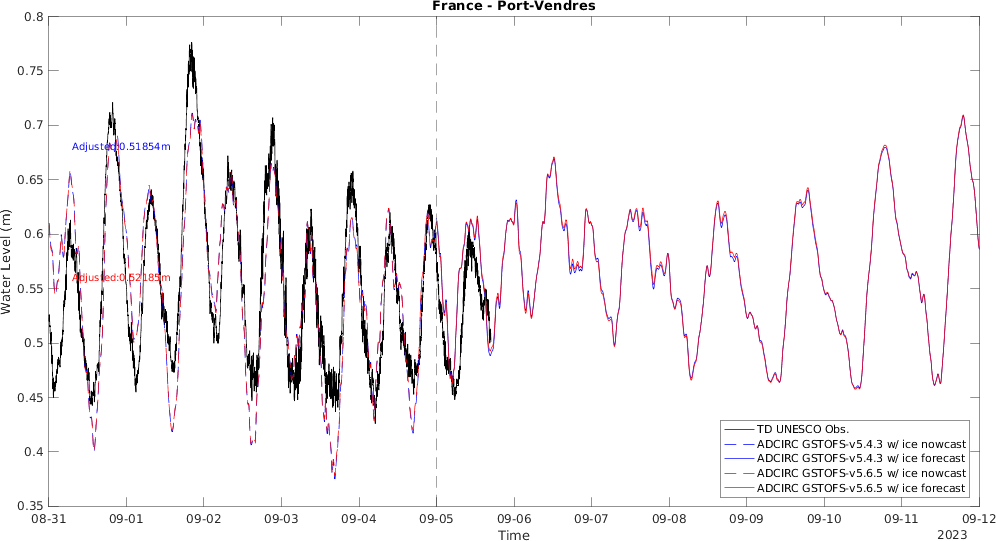 France - Port-Vendres
0.8
0.75
0.7
0.65
0.6
0.55
0.5
0.45
0.4
0.35
Water Level (m)
Adjusted:0.51854m
Adjusted:0.52185m
TD UNESCO Obs.
ADCIRC GSTOFS-v5.4.3 w/ ice nowcast
ADCIRC GSTOFS-v5.4.3 w/ ice forecast
ADCIRC GSTOFS-v5.6.5 w/ ice nowcast
ADCIRC GSTOFS-v5.6.5 w/ ice forecast
08-31 09-01 09-02 09-03 09-04 09-05 09-06 09-07 09-08 09-09 09-10 09-11 09-12
Time
2023